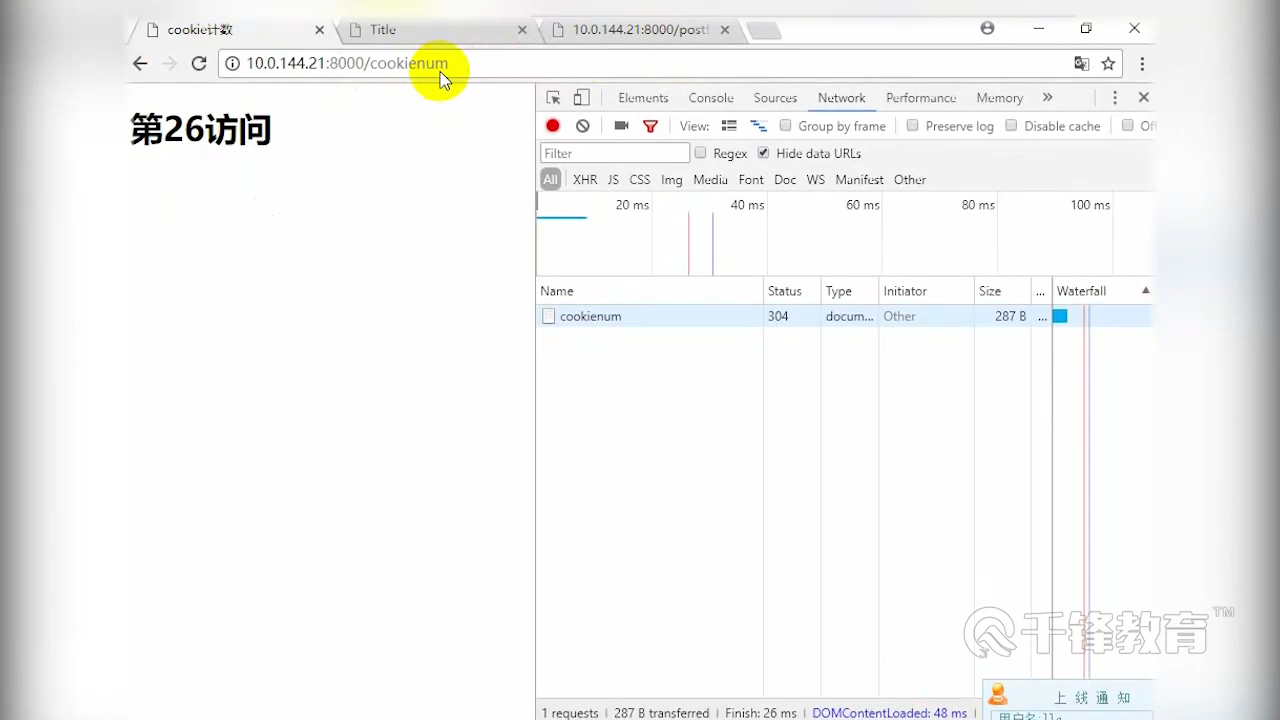 cookie计数
Title
10.0.144.21:8000/post
10.0.144.21:8000/cookienum
第26访问
Elements Console Sources Network Performance Memory »
View: Group by frame Preserve log Disable cache Off
Filter Regex Hide data URLs
All XHR JS CSS Img Media Font Doc WS Manifest Other
20 ms 40 ms 60 ms 80 ms 100 ms
Name Status Type Initiator Size ... Waterfall
cookienum 304 docum... Other 287 B ...
千锋教育™
上线通知
1 requests | 287 B transferred | Finish: 26 ms | DOMContentLoaded: 48 ms |